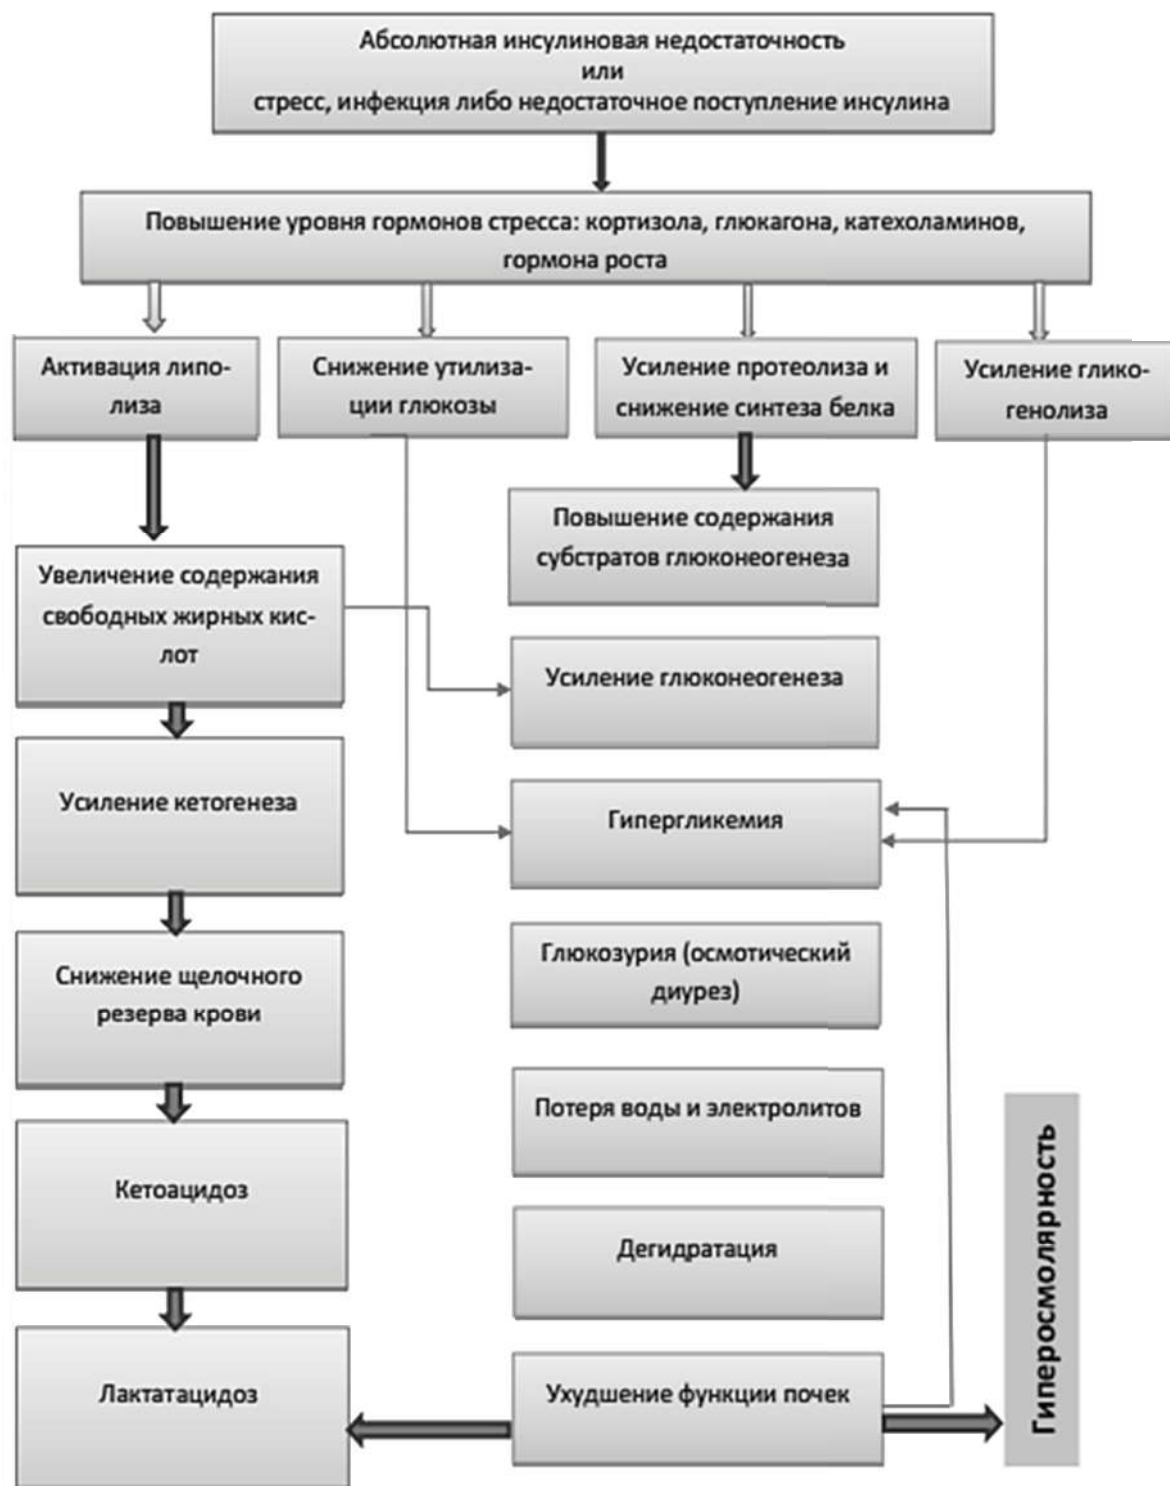 Абсолютная инсулиновая недостаточность
или
стресс, инфекция либо недостаточное поступление инсулина
Повышение уровня гормонов стресса: кортизола, глюкагона, катехоламинов,
гормона роста
Активация липо-
лиза
Снижение утилиза-
ции глюкозы
Усиление протеолиза и
снижение синтеза белка
Усиление глико-
генолиза
Повышение содержания
субстратов глюконеогенеза
Увеличение содержания
свободных жирных кис-
лот
Усиление глюконеогенеза
Усиление кетогенеза
Гипергликемия
Снижение щелочного
резерва крови
Глюкозурия (осмотический
диурез)
Потеря воды и электролитов
Кетоацидоз
Дегидратация
Гиперосмолярность
Лактатацидоз
Ухудшение функции почек